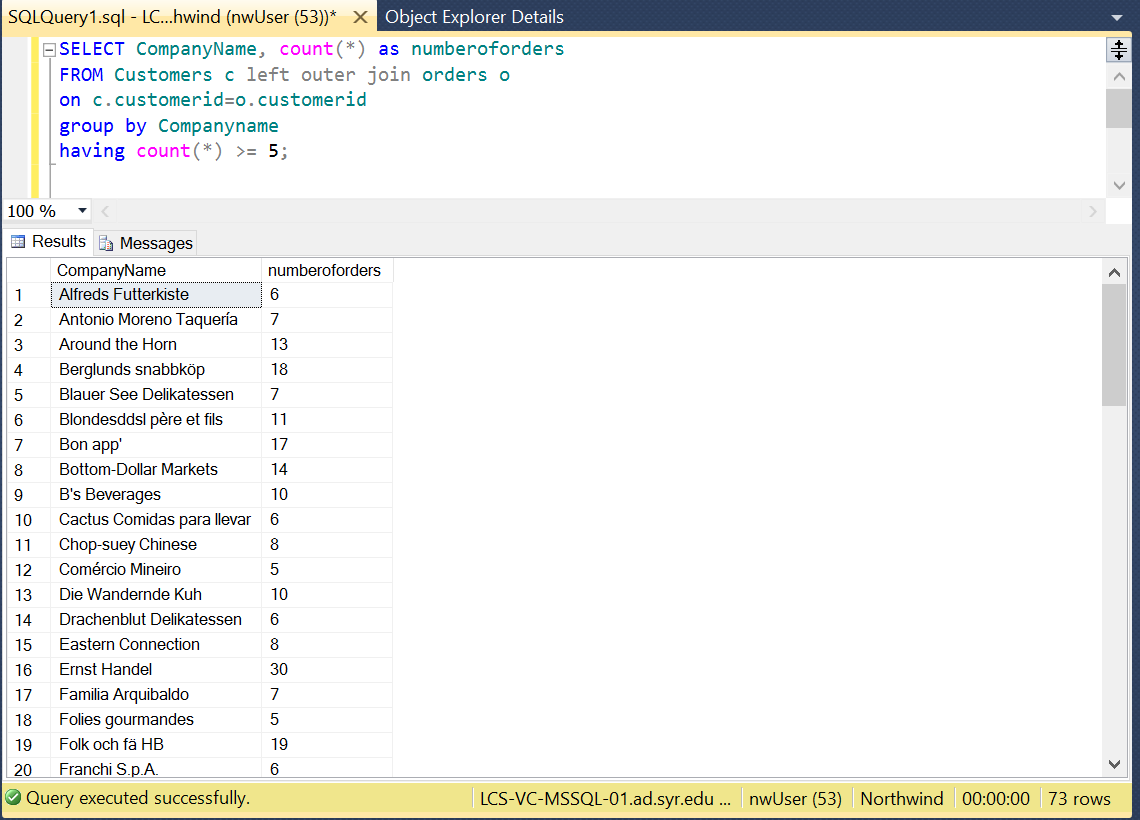 SQLQuery1.sql - LC...hwind (nwUser (53))* Object Explorer Details
SELECT CompanyName, count(*) as numberoforders
FROM Customers c left outer join orders o
on c.customerid=o.customerid
group by Companyname
having count(*) >= 5;
100 %
Results Messages
CompanyName numberoforders
1 Alfreds Futterkiste 6
2 Antonio Moreno Taquería 7
3 Around the Horn 13
4 Berglunds snabbköp 18
5 Blauer See Delikatessen 7
6 Blondesddsl père et fils 11
7 Bon app' 17
8 Bottom-Dollar Markets 14
9 B's Beverages 10
10 Cactus Comidas para llevar 6
11 Chop-suey Chinese 8
12 Comércio Mineiro 5
13 Die Wandernde Kuh 10
14 Drachenblut Delikatessen 6
15 Eastern Connection 8
16 Ernst Handel 30
17 Familia Arquibaldo 7
18 Folies gourmandes 5
19 Folk och fä HB 19
20 Franchi S.p.A. 6
Query executed successfully. LCS-VC-MSSQL-01.ad.syr.edu ... nwUser (53) Northwind 00:00:00 73 rows